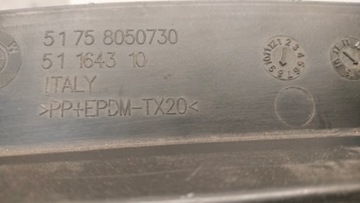 51 75 8050730
51 1643 10
ITALY
>PP+EPDM-TX20<